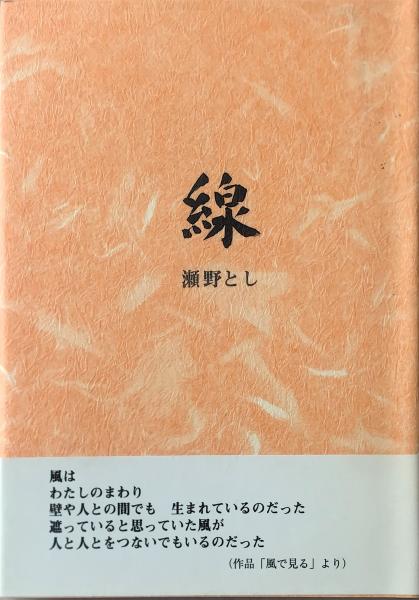 線
瀬野とし
風は
わたしのまわり
壁や人との間でも　生まれているのだった
遮っていると思っていた風が
人と人とをつないでもいるのだった
（作品「風で見る」より）